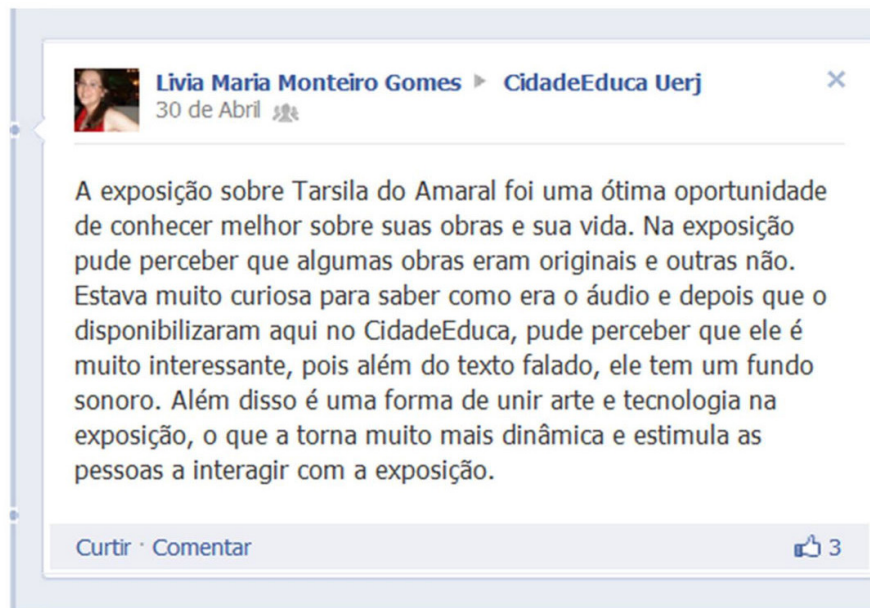 Livia Maria Monteiro Gomes ▶ CidadeEduca Uerj
30 de Abril
A exposição sobre Tarsila do Amaral foi uma ótima oportunidade
de conhecer melhor sobre suas obras e sua vida. Na exposição
pude perceber que algumas obras eram originais e outras não.
Estava muito curiosa para saber como era o áudio e depois que o
disponibilizaram aqui no CidadeEduca, pude perceber que ele é
muito interessante, pois além do texto falado, ele tem um fundo
sonoro. Além disso é uma forma de unir arte e tecnologia na
exposição, o que a torna muito mais dinâmica e estimula as
pessoas a interagir com a exposição.
Curtir · Comentar 3